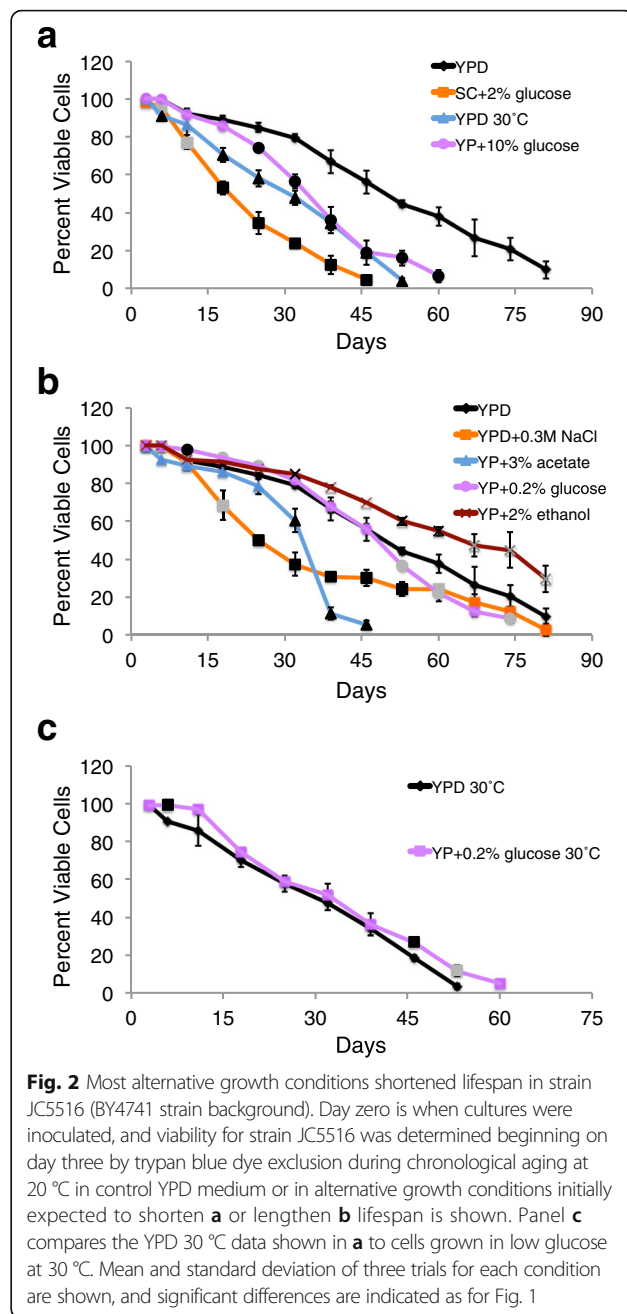 a
YPD
SC+2% glucose
YPD 30˚C
YP+10% glucose
Percent Viable Cells
120
100
80
60
40
20
0
0 15 30 45 60 75 90
Days
b
YPD
YPD+0.3M NaCl
YP+3% acetate
YP+0.2% glucose
YP+2% ethanol
Percent Viable Cells
120
100
80
60
40
20
0
0 15 30 45 60 75 90
Days
c
YPD 30˚C
YP+0.2% glucose 30˚C
Percent Viable Cells
120
100
80
60
40
20
0
0 15 30 45 60 75
Days
Fig. 2 Most alternative growth conditions shortened lifespan in strain
JC5516 (BY4741 strain background). Day zero is when cultures were
inoculated, and viability for strain JC5516 was determined beginning on
day three by trypan blue dye exclusion during chronological aging at
20 °C in control YPD medium or in alternative growth conditions initially
expected to shorten a or lengthen b lifespan is shown. Panel c
compares the YPD 30 °C data shown in a to cells grown in low glucose
at 30 °C. Mean and standard deviation of three trials for each condition
are shown, and significant differences are indicated as for Fig. 1